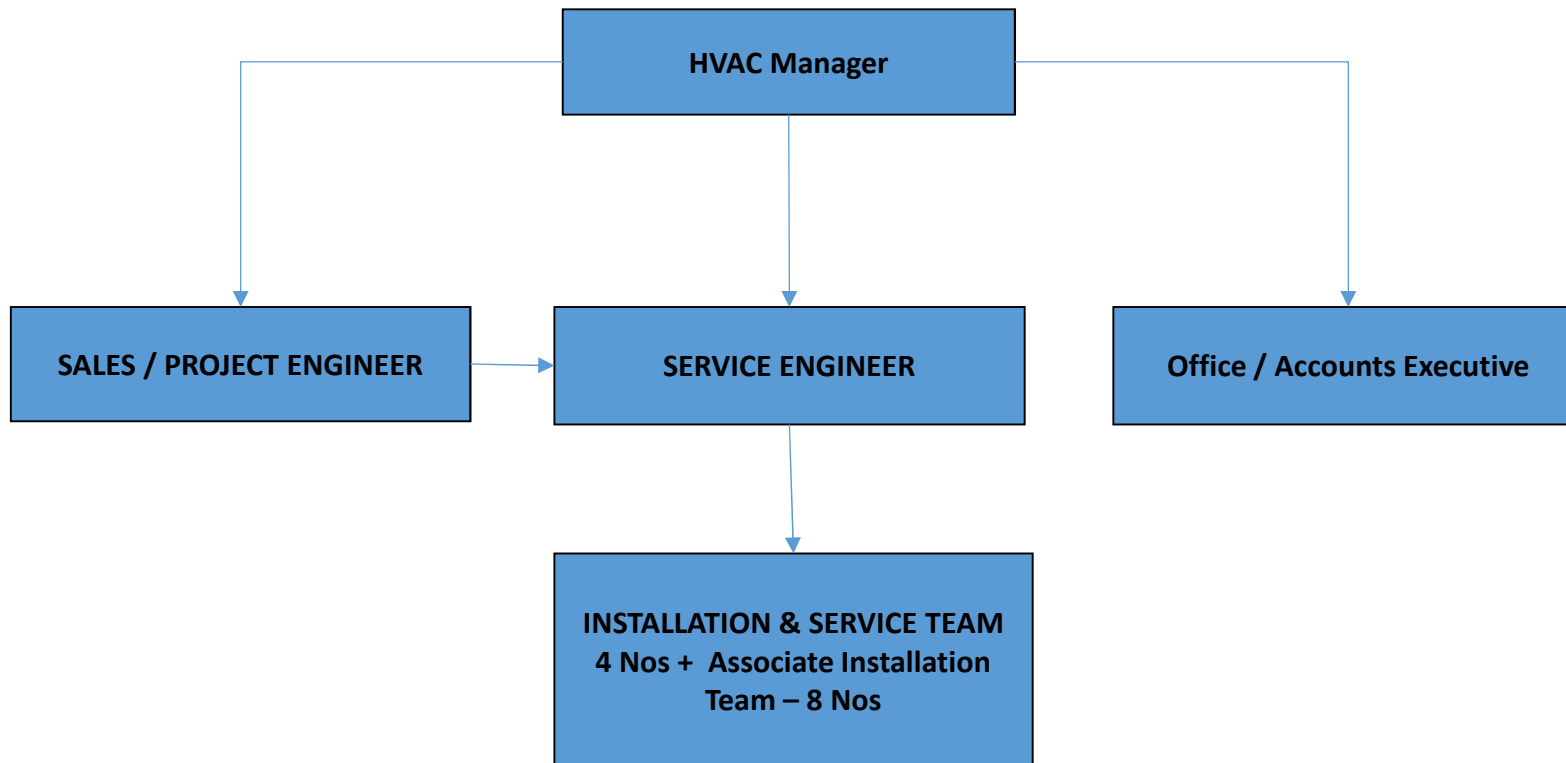 HVAC Manager
SALES / PROJECT ENGINEER
SERVICE ENGINEER
Office / Accounts Executive
INSTALLATION & SERVICE TEAM
4 Nos +  Associate Installation
Team – 8 Nos